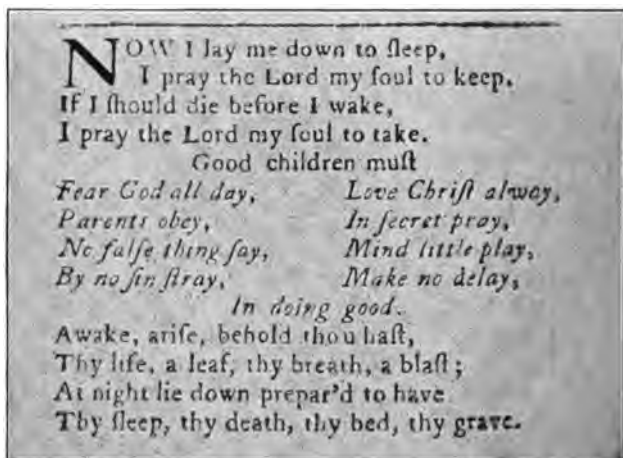 NOW I lay me down to ſleep,
I pray the Lord my ſoul to keep,
If I ſhould die before I wake,
I pray the Lord my ſoul to take.
Good children muſt
Fear God all day, Love Chriſt alway,
Parents obey, In ſecret pray,
No falſe thing ſay, Mind little play,
By no ſin ſtray, Make no delay,
In doing good.
Awake, ariſe, behold thou haſt,
Thy life, a leaf, thy breath, a blaſt;
At night lie down prepar'd to have
Thy ſleep, thy death, thy bed, thy grave.